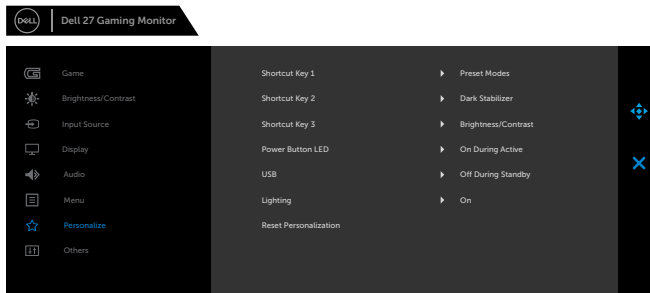 DELL
Dell 27 Gaming Monitor
Game
Shortcut Key 1 Preset Modes
Brightness/Contrast
Shortcut Key 2 Dark Stabilizer
Input Source
Shortcut Key 3 Brightness/Contrast
Display
Power Button LED On During Active
Audio
USB Off During Standby
Menu
Lighting On
Personalize
Reset Personalization
Others